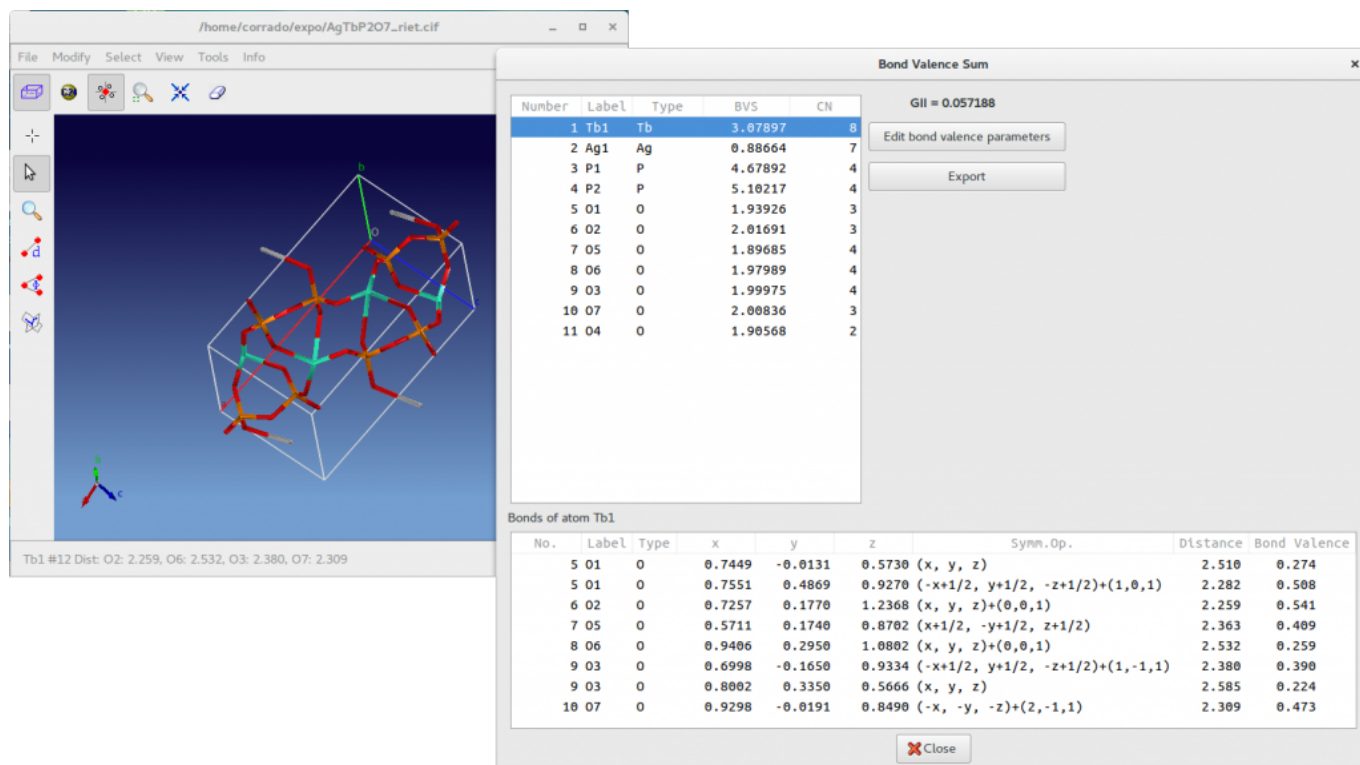 /home/corrado/expo/AgTbP2O7_riet.cif
File Modify Select View Tools Info
b
O
c
b
c
Tb1 #12 Dist: O2: 2.259, O6: 2.532, O3: 2.380, O7: 2.309
Bond Valence Sum
Number Label Type BVS CN
1 Tb1 Tb 3.07897 8
2 Ag1 Ag 0.88664 7
3 P1 P 4.67892 4
4 P2 P 5.10217 4
5 O1 O 1.93926 3
6 O2 O 2.01691 3
7 O5 O 1.89685 4
8 O6 O 1.97989 4
9 O3 O 1.99975 4
10 O7 O 2.00836 3
11 O4 O 1.90568 2
GII = 0.057188
Edit bond valence parameters
Export
Bonds of atom Tb1
No. Label Type x y z Symm.Op. Distance Bond Valence
5 O1 O 0.7449 -0.0131 0.5730 (x, y, z) 2.510 0.274
5 O1 O 0.7551 0.4869 0.9270 (-x+1/2, y+1/2, -z+1/2)+(1,0,1) 2.282 0.508
6 O2 O 0.7257 0.1770 1.2368 (x, y, z)+(0,0,1) 2.259 0.541
7 O5 O 0.5711 0.1740 0.8702 (x+1/2, -y+1/2, z+1/2) 2.363 0.409
8 O6 O 0.9406 0.2950 1.0802 (x, y, z)+(0,0,1) 2.532 0.259
9 O3 O 0.6998 -0.1650 0.9334 (-x+1/2, y+1/2, -z+1/2)+(1,-1,1) 2.380 0.390
9 O3 O 0.8002 0.3350 0.5666 (x, y, z) 2.585 0.224
10 O7 O 0.9298 -0.0191 0.8490 (-x, -y, -z)+(2,-1,1) 2.309 0.473
Close